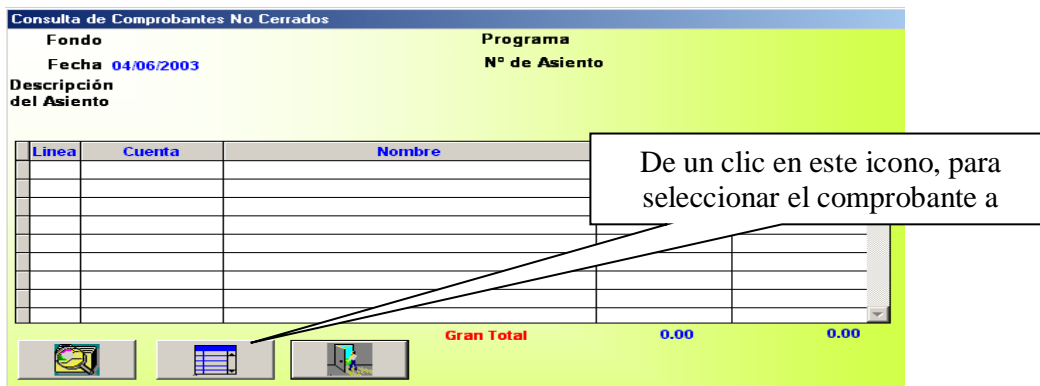 Consulta de Comprobantes No Cerrados
Fondo Programa
Fecha 04/06/2003 Nº de Asiento
Descripción
del Asiento
Linea Cuenta Nombre
De un clic en este icono, para
seleccionar el comprobante a
Gran Total 0.00 0.00